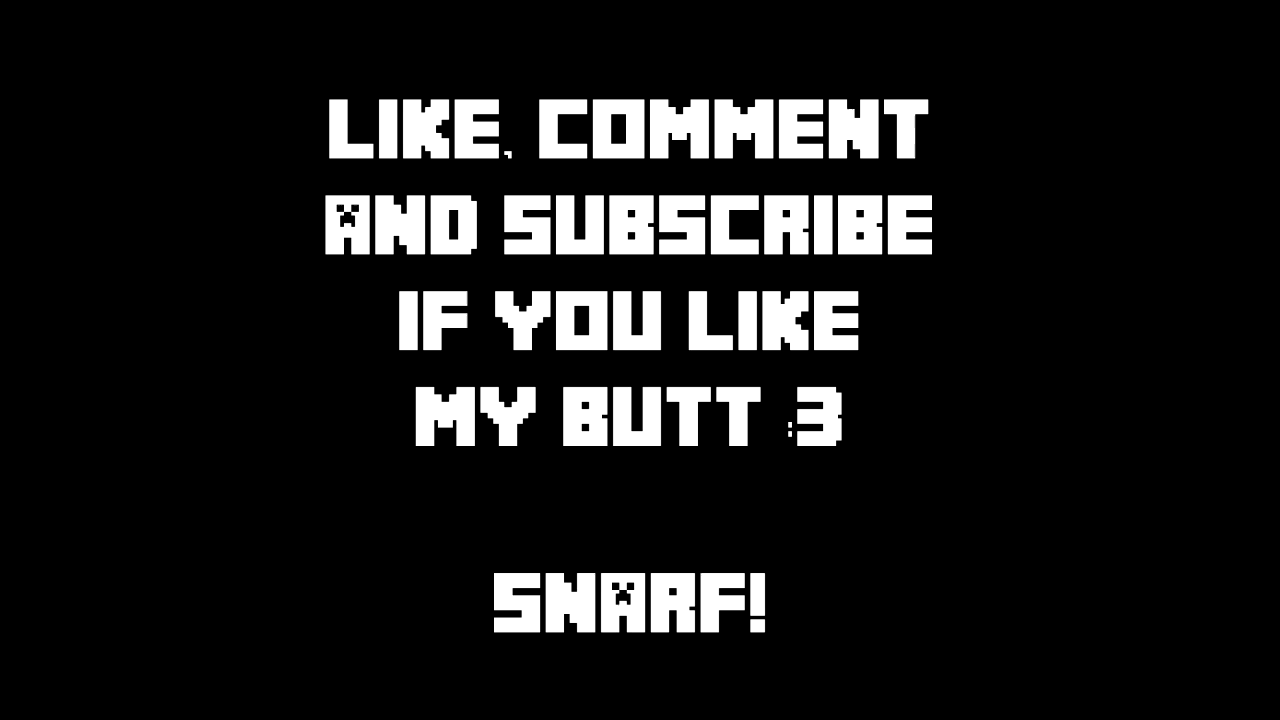 LIKE, COMMENT
AND SUBSCRIBE
IF YOU LIKE
MY BUTT :3
SNARF!